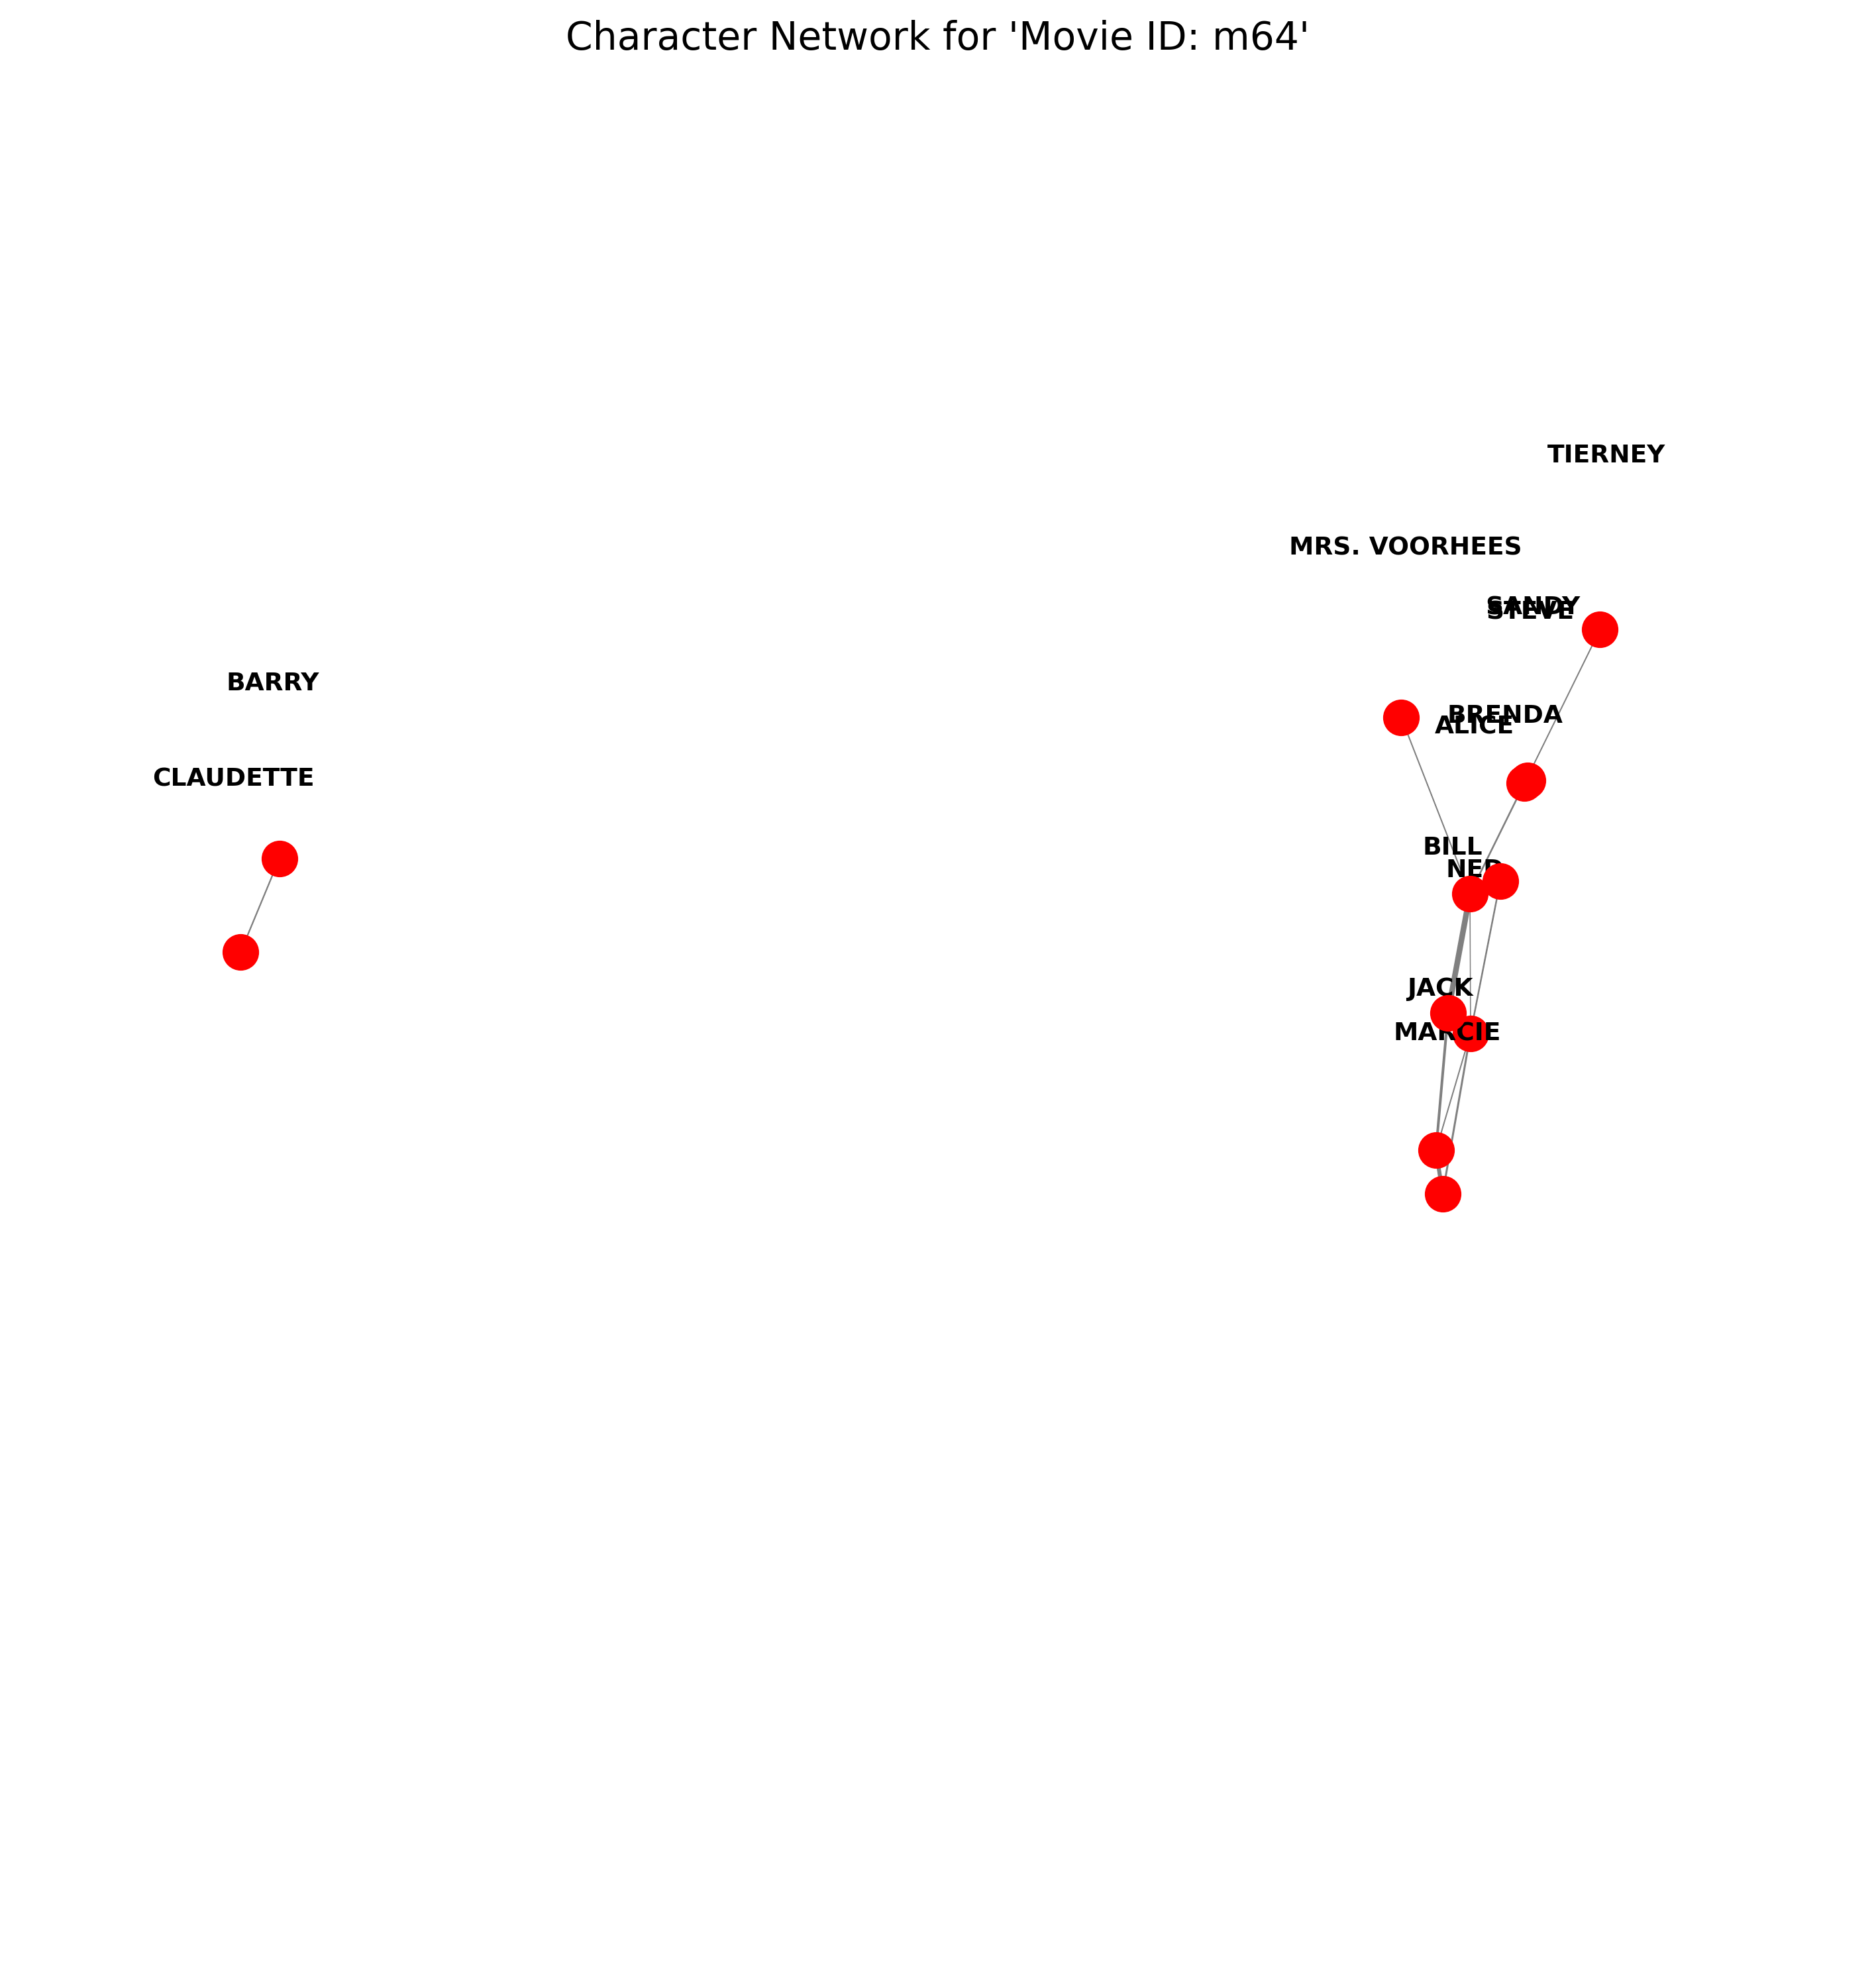 Character Network for 'Movie ID: m64'
TIERNEY
MRS. VOORHEES
SANDY
STEVE
BARRY
BRENDA
ALICE
CLAUDETTE
BILL
NED
JACK
MARCIE